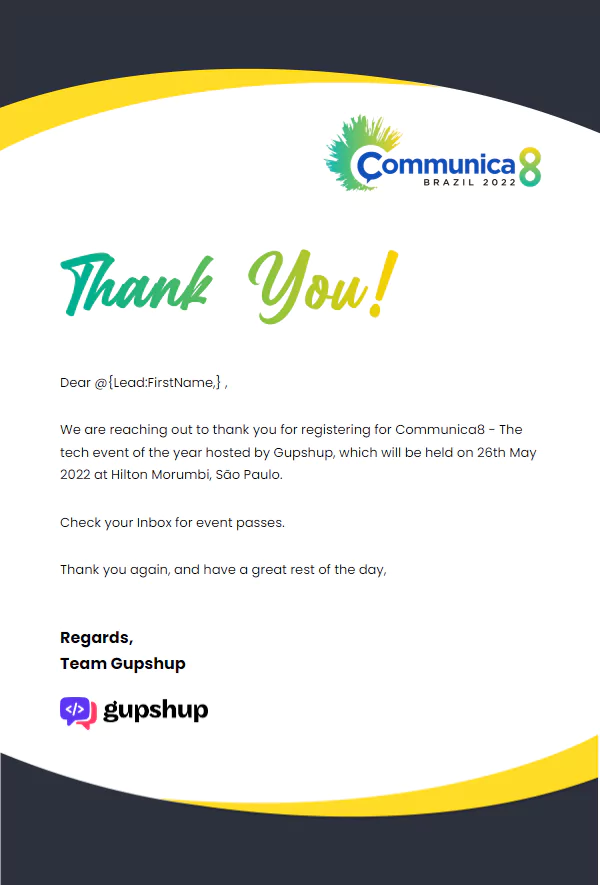 Communica8
BRAZIL 2022
Thank You!
Dear @{Lead:FirstName,} ,
We are reaching out to thank you for registering for Communica8 - The
tech event of the year hosted by Gupshup, which will be held on 26th May
2022 at Hilton Morumbi, São Paulo.
Check your Inbox for event passes.
Thank you again, and have a great rest of the day,
Regards,
Team Gupshup
</> gupshup